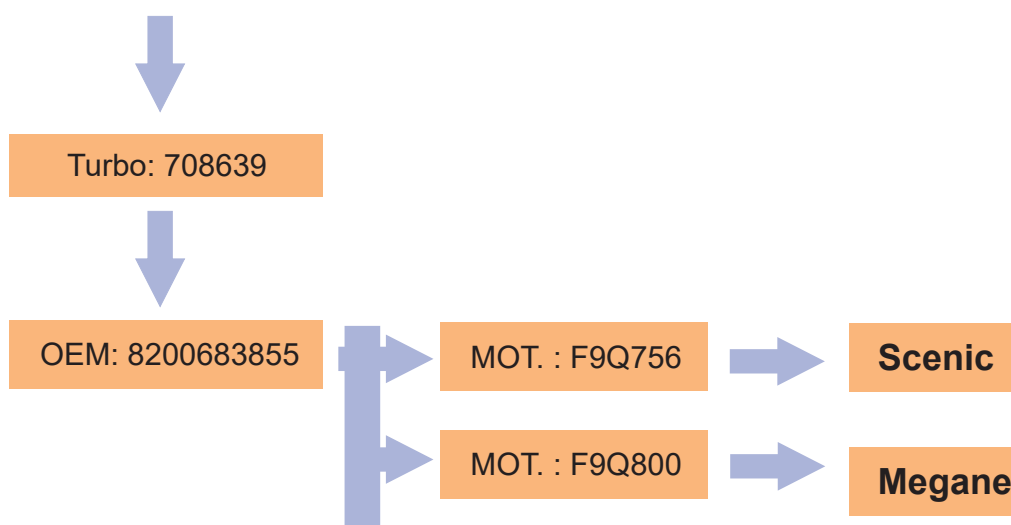 Turbo: 708639
OEM: 8200683855
MOT. : F9Q756
Scenic
MOT. : F9Q800
Megane